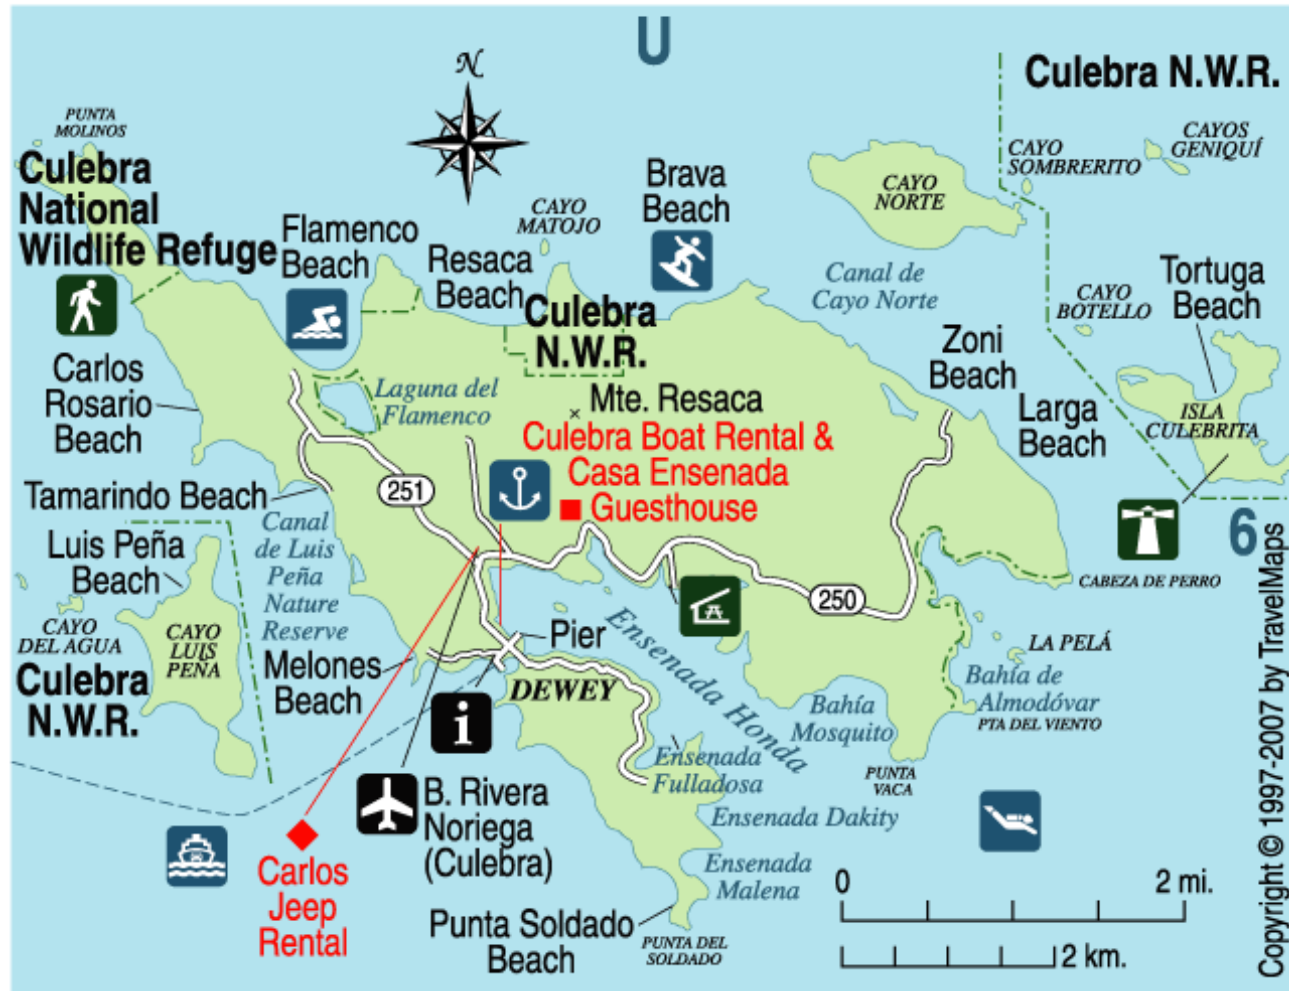 U
N
Culebra N.W.R.
PUNTA
MOLINOS
Culebra
National
Wildlife Refuge
Flamenco
Beach
Resaca
Beach
CAYO
MATOJO
Brava
Beach
CAYO
NORTE
CAYO
SOMBRERITO
CAYOS
GENIQUÍ
Canal de
Cayo Norte
CAYO
BOTELLO
Tortuga
Beach
Culebra
N.W.R.
Zoni
Beach
Larga
Beach
ISLA
CULEBRITA
Carlos
Rosario
Beach
Laguna del
Flamenco
Mte. Resaca
Culebra Boat Rental &
Casa Ensenada
Guesthouse
251
Tamarindo Beach
Canal
de Luis
Peña
Nature
Reserve
Luis Peña
Beach
CAYO
DEL AGUA
CAYO
LUIS
PEÑA
Culebra
N.W.R.
6
CABEZA DE PERRO
250
Pier
Ensenada Honda
Melones
Beach
DEWEY
i
LA PELÁ
Bahía de
Almodóvar
PTA DEL VIENTO
Bahía
Mosquito
PUNTA
VACA
Ensenada
Fulladosa
Ensenada Dakity
Ensenada
Malena
B. Rivera
Noriega
(Culebra)
Carlos
Jeep
Rental
Punta Soldado
Beach
PUNTA DEL
SOLDADO
0
2 mi.
2 km.
Copyright © 1997-2007 by TravelMaps